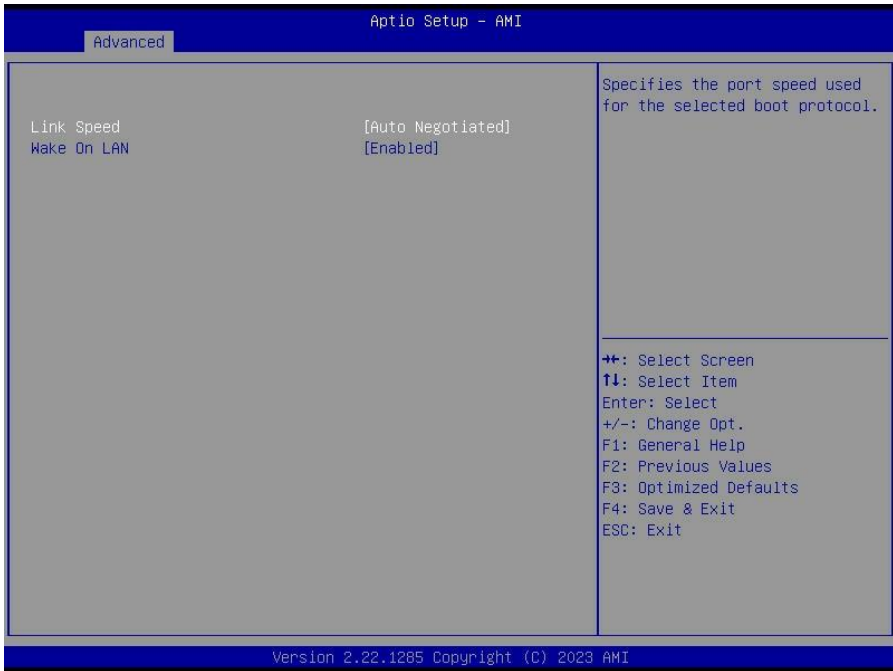 Aptio Setup - AMI
Advanced
Link Speed [Auto Negotiated]
Wake On LAN [Enabled]
Specifies the port speed used
for the selected boot protocol.
→←: Select Screen
↑↓: Select Item
Enter: Select
+/-: Change Opt.
F1: General Help
F2: Previous Values
F3: Optimized Defaults
F4: Save & Exit
ESC: Exit
Version 2.22.1285 Copyright (C) 2023 AMI